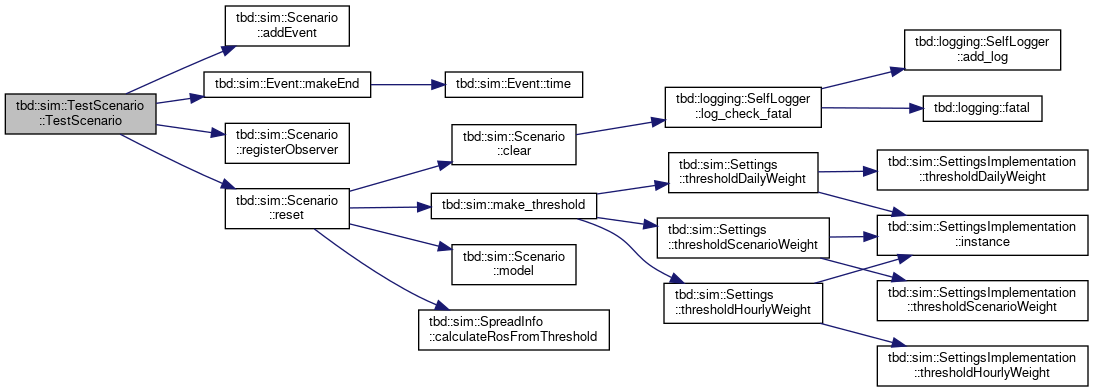 tbd::sim::TestScenario
::TestScenario
tbd::sim::Scenario
::addEvent
tbd::sim::Event::makeEnd
tbd::sim::Event::time
tbd::sim::Scenario
::registerObserver
tbd::sim::Scenario
::reset
tbd::sim::Scenario
::clear
tbd::logging::SelfLogger
::log_check_fatal
tbd::logging::SelfLogger
::add_log
tbd::logging::fatal
tbd::sim::make_threshold
tbd::sim::Settings
::thresholdDailyWeight
tbd::sim::SettingsImplementation
::thresholdDailyWeight
tbd::sim::SettingsImplementation
::instance
tbd::sim::Settings
::thresholdScenarioWeight
tbd::sim::SettingsImplementation
::thresholdScenarioWeight
tbd::sim::Settings
::thresholdHourlyWeight
tbd::sim::SettingsImplementation
::thresholdHourlyWeight
tbd::sim::Scenario
::model
tbd::sim::SpreadInfo
::calculateRosFromThreshold